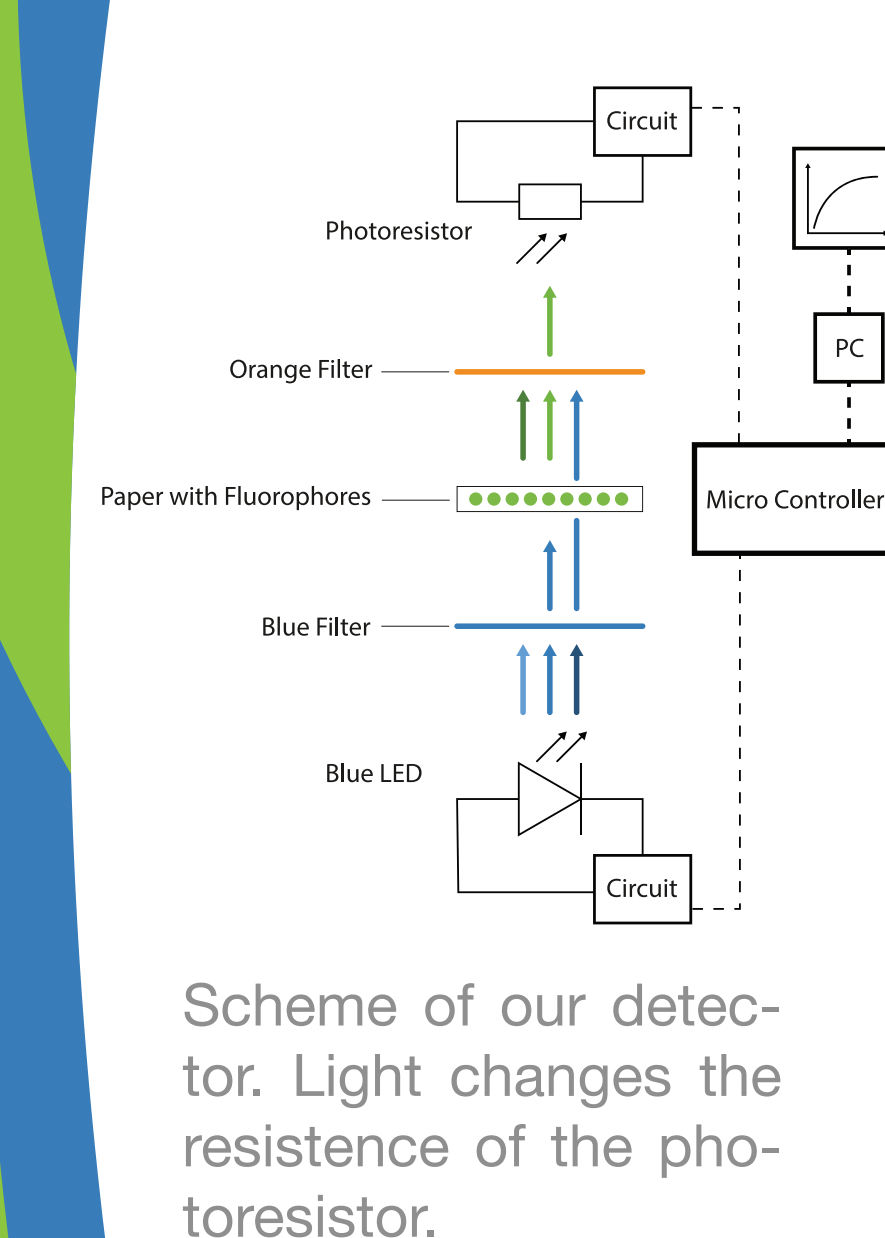 Circuit
Photoresistor
Orange Filter
PC
Paper with Fluorophores
Micro Controller
Blue Filter
Blue LED
Circuit
Scheme of our detec-
tor. Light changes the
resistence of the pho-
toresistor.